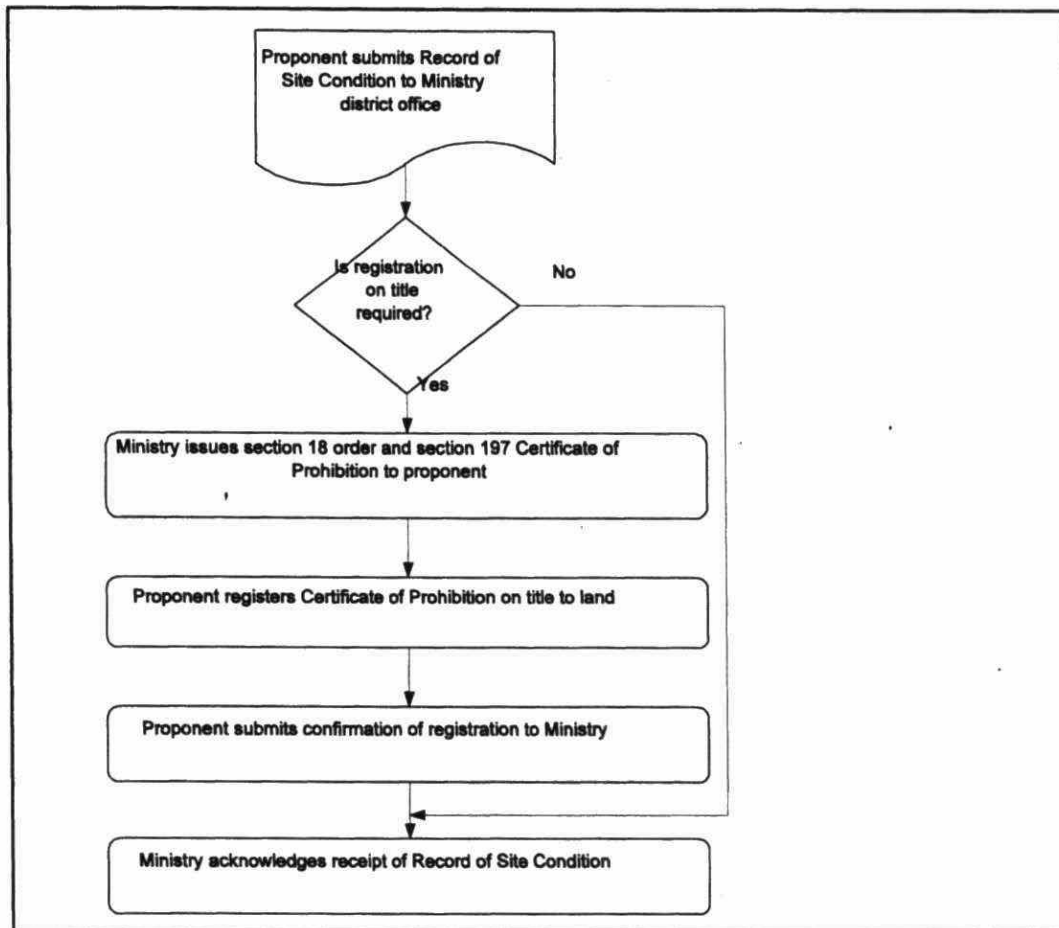 Proponent submits Record of
Site Condition to Ministry
district office
Is registration
on title
required?
No
Yes
Ministry issues section 18 order and section 197 Certificate of
Prohibition to proponent
Proponent registers Certificate of Prohibition on title to land
Proponent submits confirmation of registration to Ministry
Ministry acknowledges receipt of Record of Site Condition